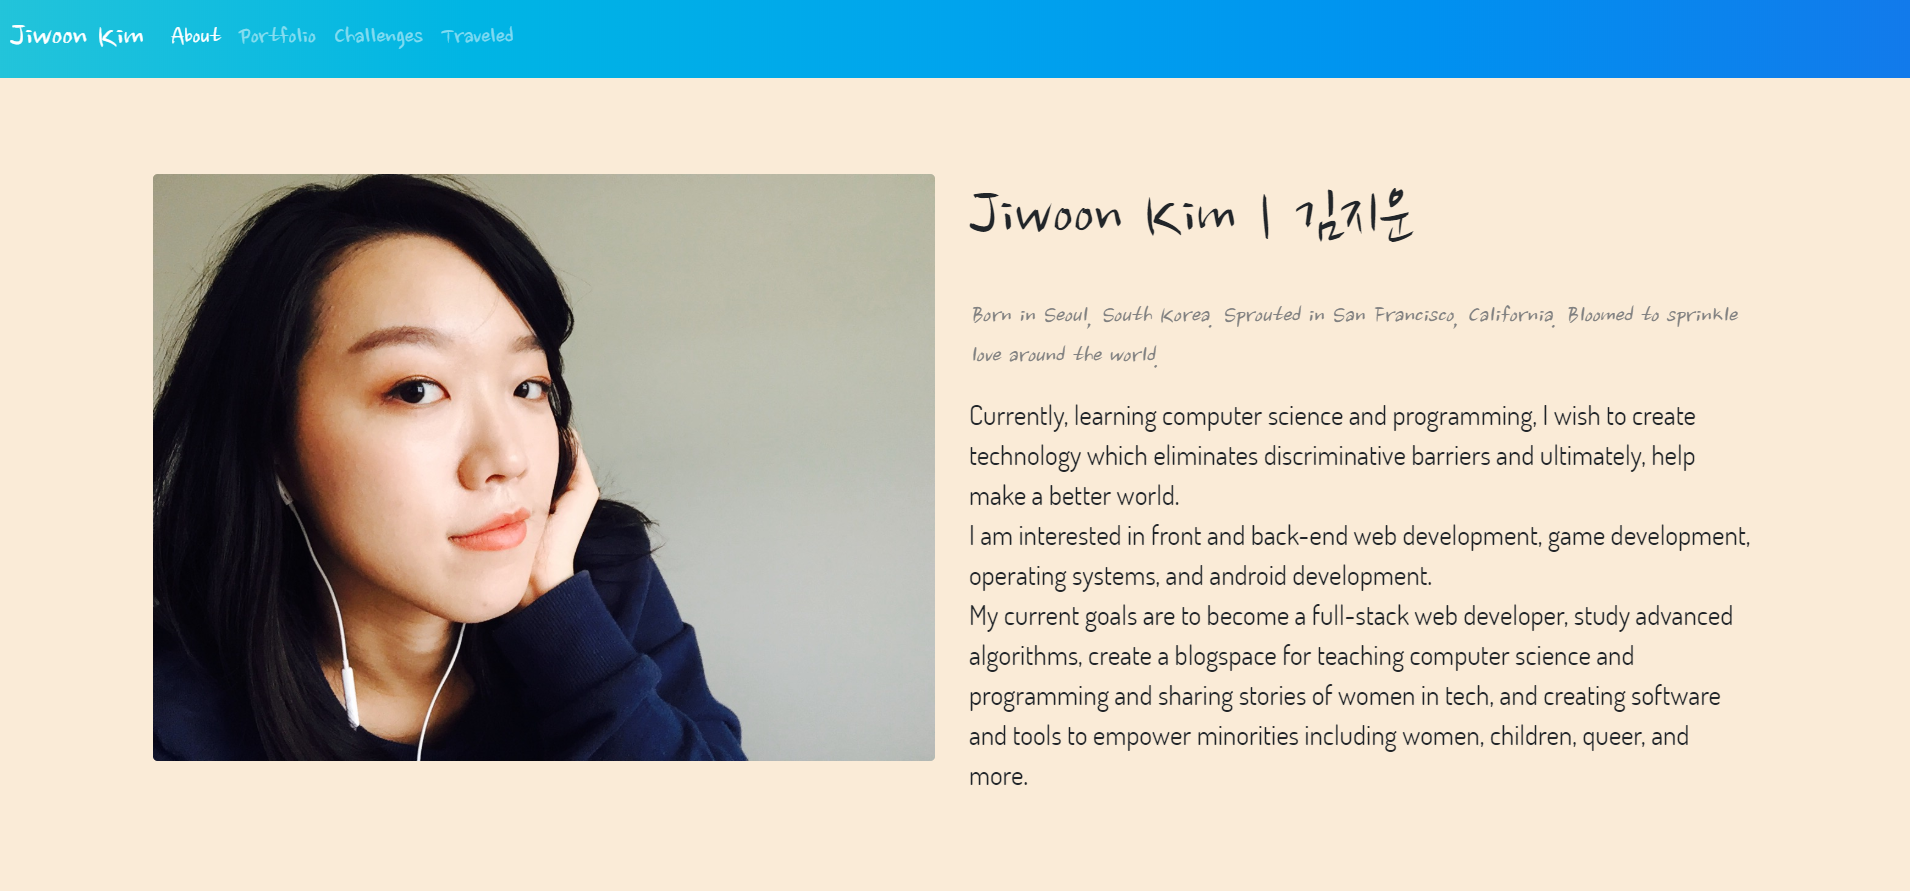 Jiwoon Kim About Portfolio Challenges Traveled
Jiwoon Kim | 김지운
Born in Seoul, South Korea. Sprouted in San Francisco, California. Bloomed to sprinkle
love around the world.
Currently, learning computer science and programming, I wish to create
technology which eliminates discriminative barriers and ultimately, help
make a better world.
I am interested in front and back-end web development, game development,
operating systems, and android development.
My current goals are to become a full-stack web developer, study advanced
algorithms, create a blogspace for teaching computer science and
programming and sharing stories of women in tech, and creating software
and tools to empower minorities including women, children, queer, and
more.